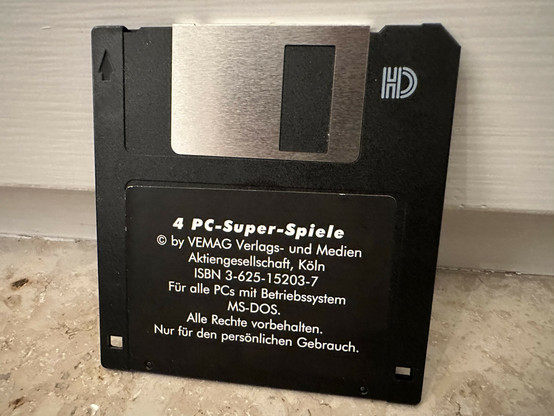 HD
4 PC-Super-Spiele
© by VEMAG Verlags- und Medien
Aktiengesellschaft, Köln
ISBN 3-625-15203-7
Für alle PCs mit Betriebssystem
MS-DOS.
Alle Rechte vorbehalten.
Nur für den persönlichen Gebrauch.